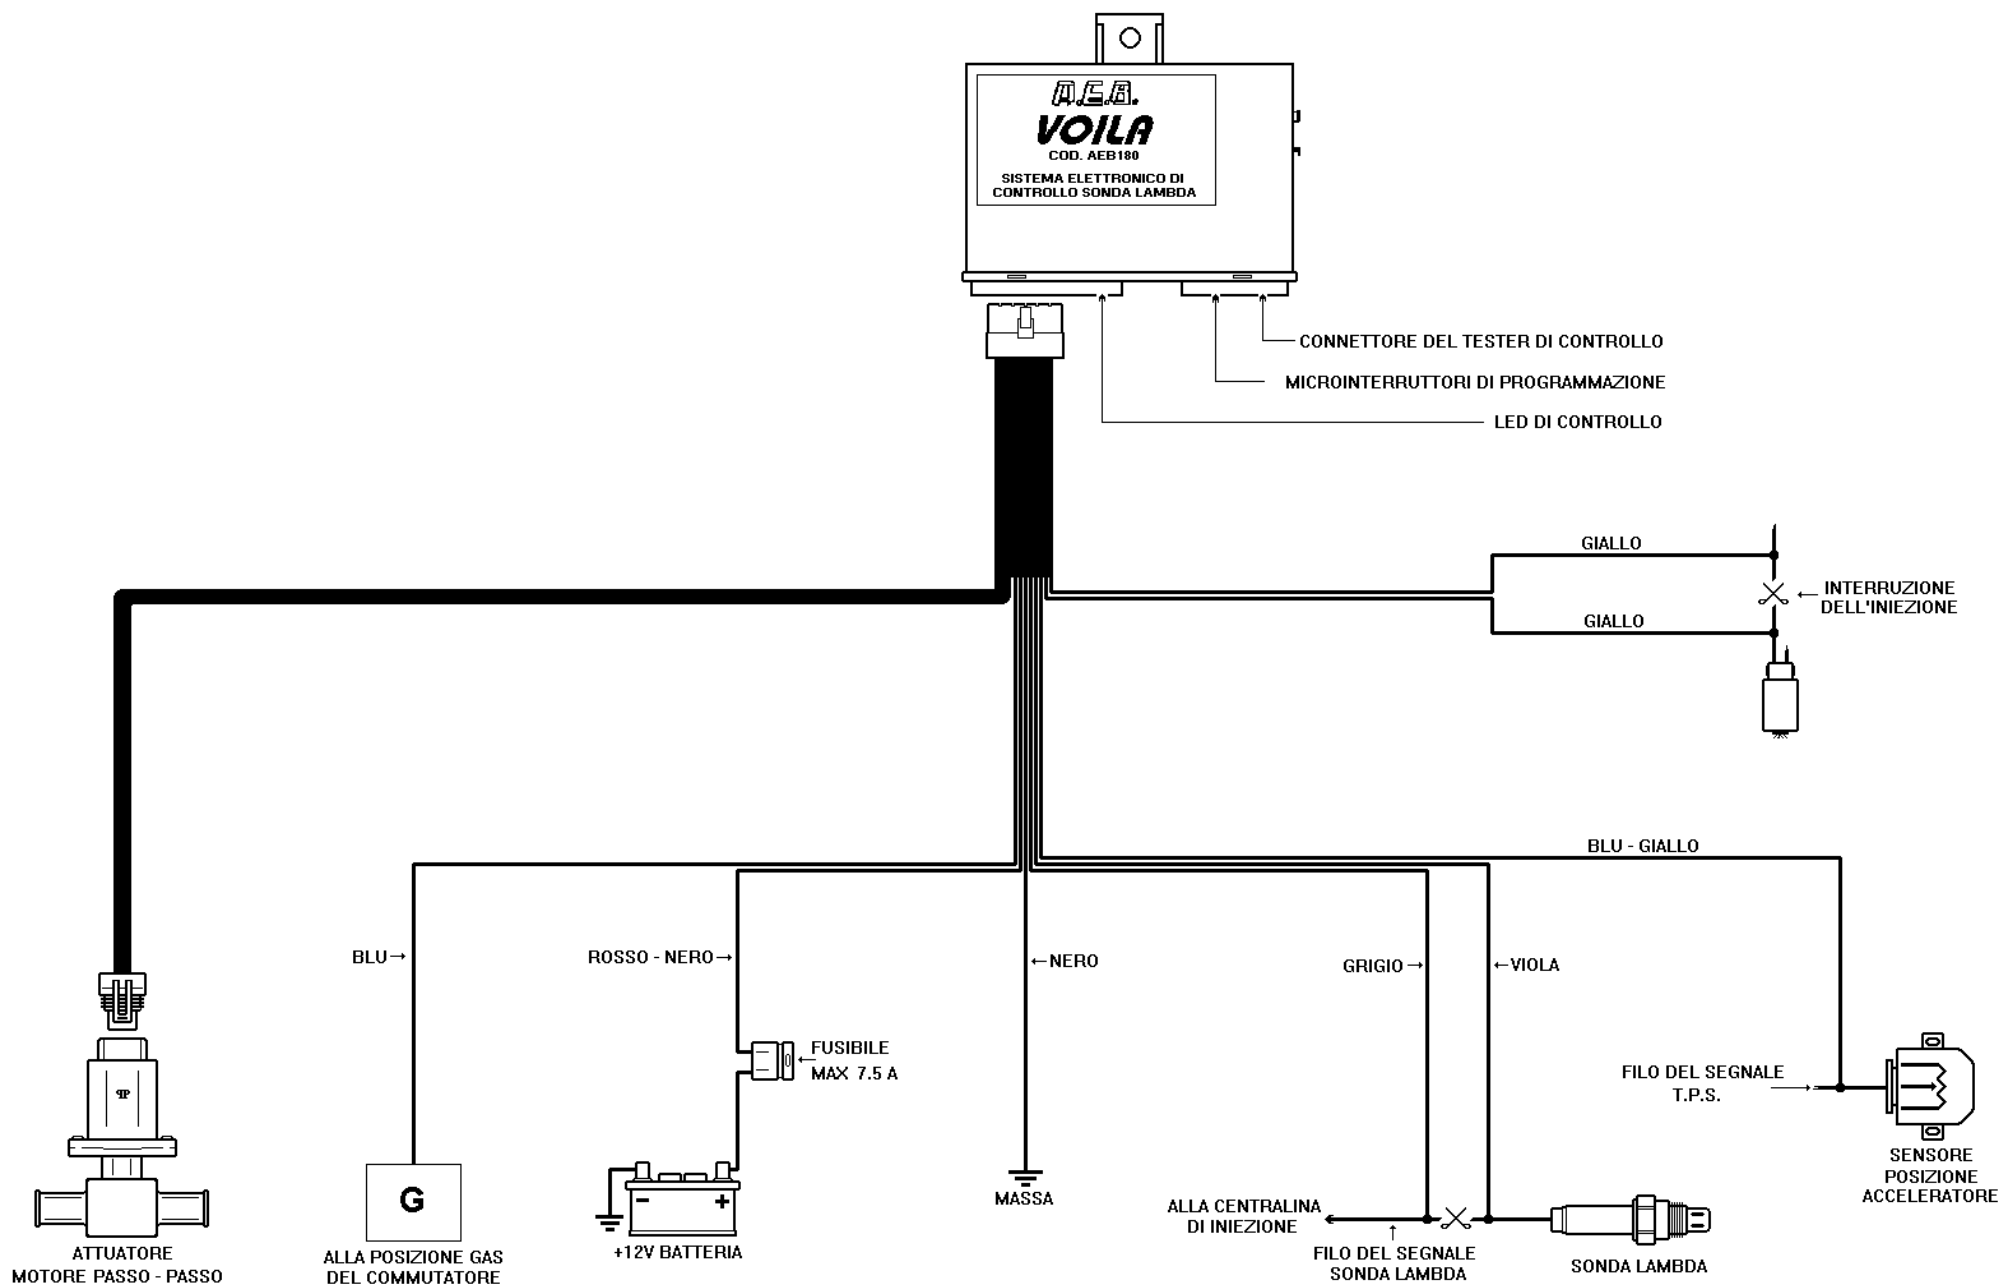 A.E.B.
VOILA
COD. AEB180
SISTEMA ELETTRONICO DI
CONTROLLO SONDA LAMBDA
CONNETTORE DEL TESTER DI CONTROLLO
MICROINTERRUTTORI DI PROGRAMMAZIONE
LED DI CONTROLLO
GIALLO
INTERRUZIONE
DELL'INIEZIONE
GIALLO
BLU - GIALLO
BLU
ROSSO - NERO
NERO
GRIGIO
VIOLA
FUSIBILE
MAX 7.5 A
FILO DEL SEGNALE
T.P.S.
SENSORE
POSIZIONE
ACCELERATORE
G
- +
MASSA
ALLA CENTRALINA
DI INIEZIONE
ATTUATORE
MOTORE PASSO - PASSO
ALLA POSIZIONE GAS
DEL COMMUTATORE
+12V BATTERIA
FILO DEL SEGNALE
SONDA LAMBDA
SONDA LAMBDA